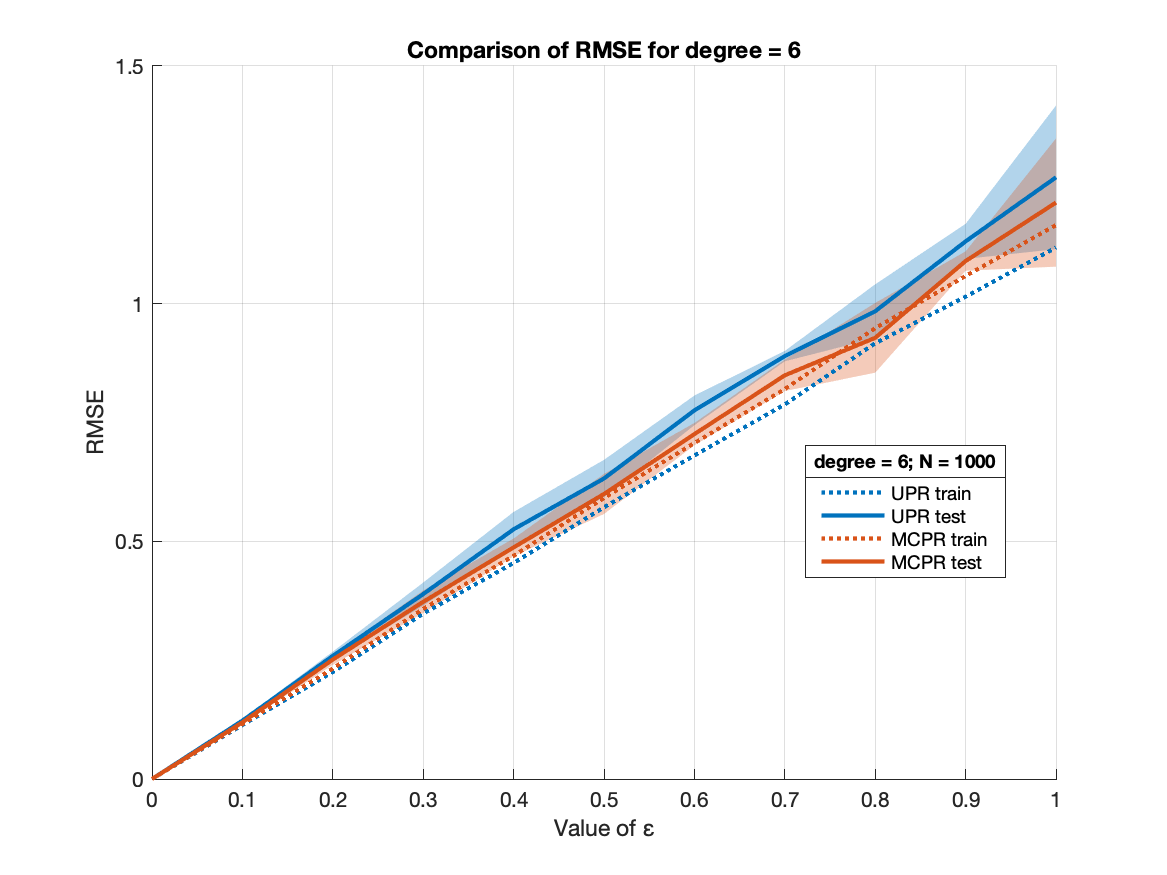 Comparison of RMSE for degree = 6
1.5
1
0.5
0
RMSE
0 0.1 0.2 0.3 0.4 0.5 0.6 0.7 0.8 0.9 1
Value of ε
degree = 6; N = 1000
UPR train
UPR test
MCPR train
MCPR test